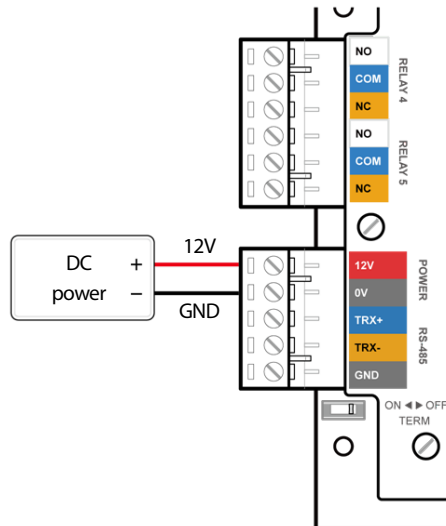 NO
COM
NC
RELAY 4
NO
COM
NC
RELAY 5
DC
power
+
−
12V
GND
12V
0V
POWER
TRX+
TRX-
GND
RS-485
ON ◄► OFF
TERM